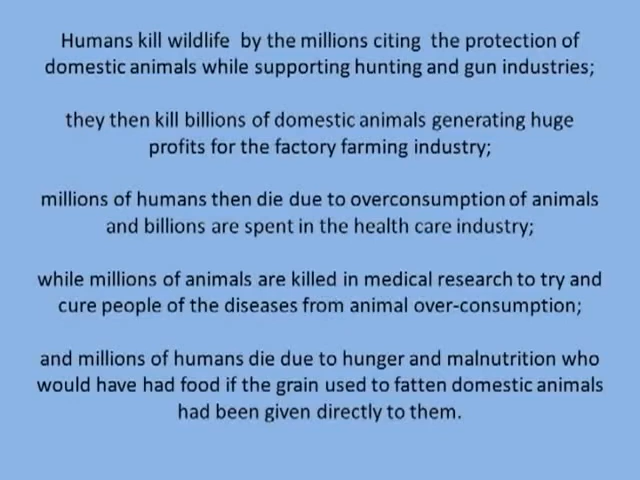 Humans kill wildlife by the millions citing the protection of
domestic animals while supporting hunting and gun industries;
they then kill billions of domestic animals generating huge
profits for the factory farming industry;
millions of humans then die due to overconsumption of animals
and billions are spent in the health care industry;
while millions of animals are killed in medical research to try and
cure people of the diseases from animal over-consumption;
and millions of humans die due to hunger and malnutrition who
would have had food if the grain used to fatten domestic animals
had been given directly to them.